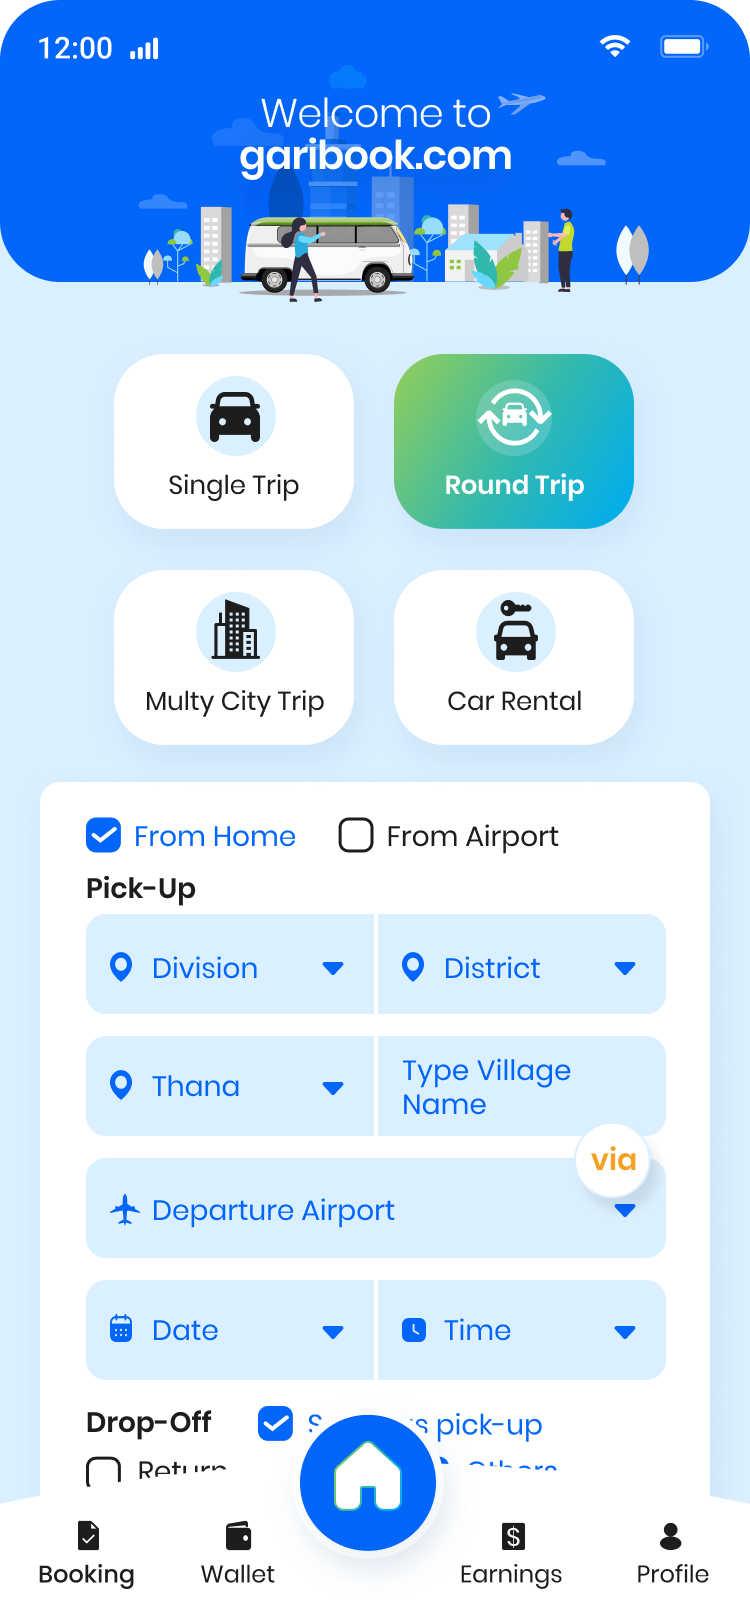 12:00
Welcome to
garibook.com
Single Trip
Round Trip
Multy City Trip
Car Rental
From Home
From Airport
Pick-Up
Division
District
Thana
Type Village
Name
via
Departure Airport
Date
Time
Drop-Off
pick-up
Return
Others
$
Booking
Wallet
Earnings
Profile